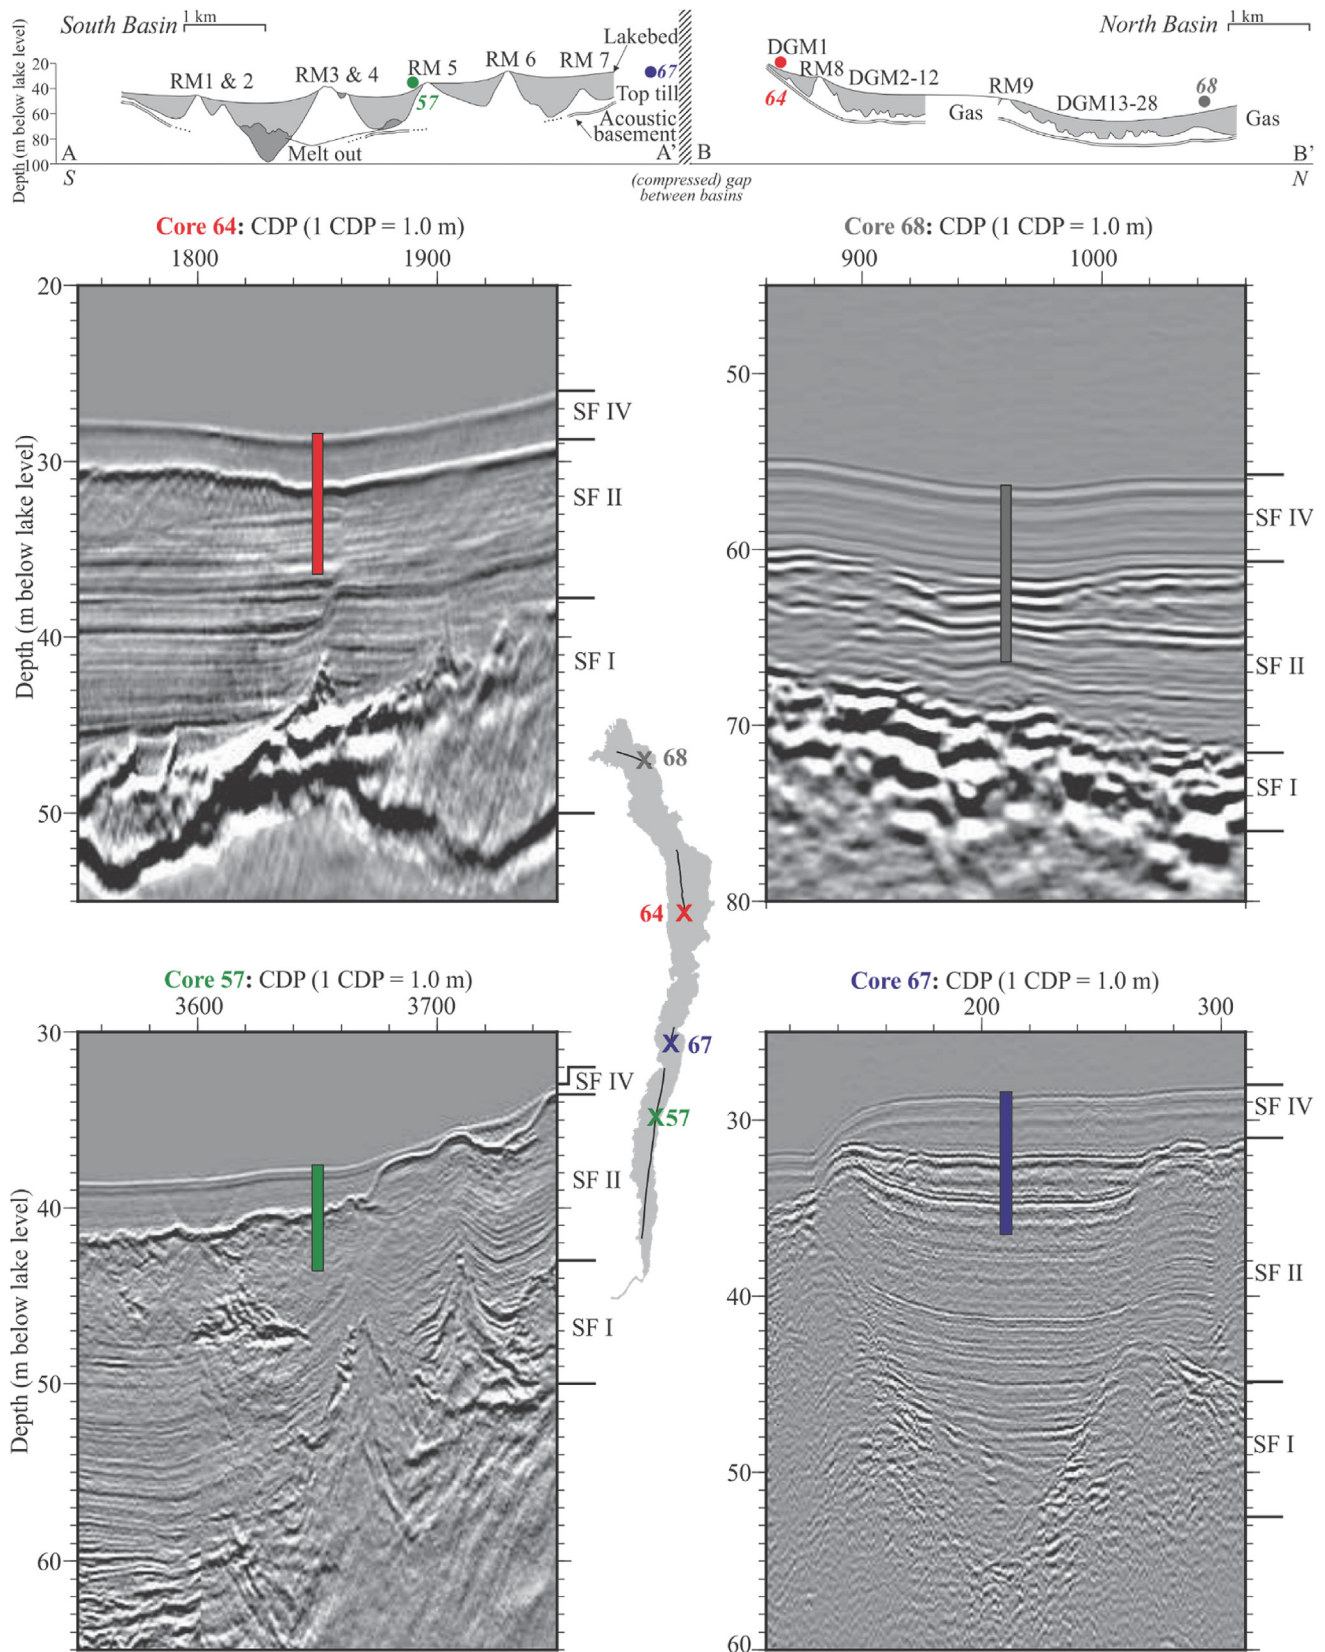 South Basin 1 km
North Basin 1 km
Depth (m below lake level)
20
40
60
80
100
RM1 & 2
RM3 & 4
RM 5
RM 6
RM 7
Lakebed
57
67
Top till
Acoustic
basement
Melt out
A
A'
S
(compressed) gap
between basins
DGM1
RM8
DGM2-12
RM9
DGM13-28
64
68
Gas
Gas
B
B'
N
Core 64: CDP (1 CDP = 1.0 m)
1800 1900
Depth (m below lake level)
20
30
40
50
SF IV
SF II
SF I
Core 68: CDP (1 CDP = 1.0 m)
900 1000
50
60
70
80
SF IV
SF II
SF I
68
64
67
57
Core 57: CDP (1 CDP = 1.0 m)
3600 3700
Depth (m below lake level)
30
40
50
60
SF IV
SF II
SF I
Core 67: CDP (1 CDP = 1.0 m)
200 300
30
40
50
60
SF IV
SF II
SF I